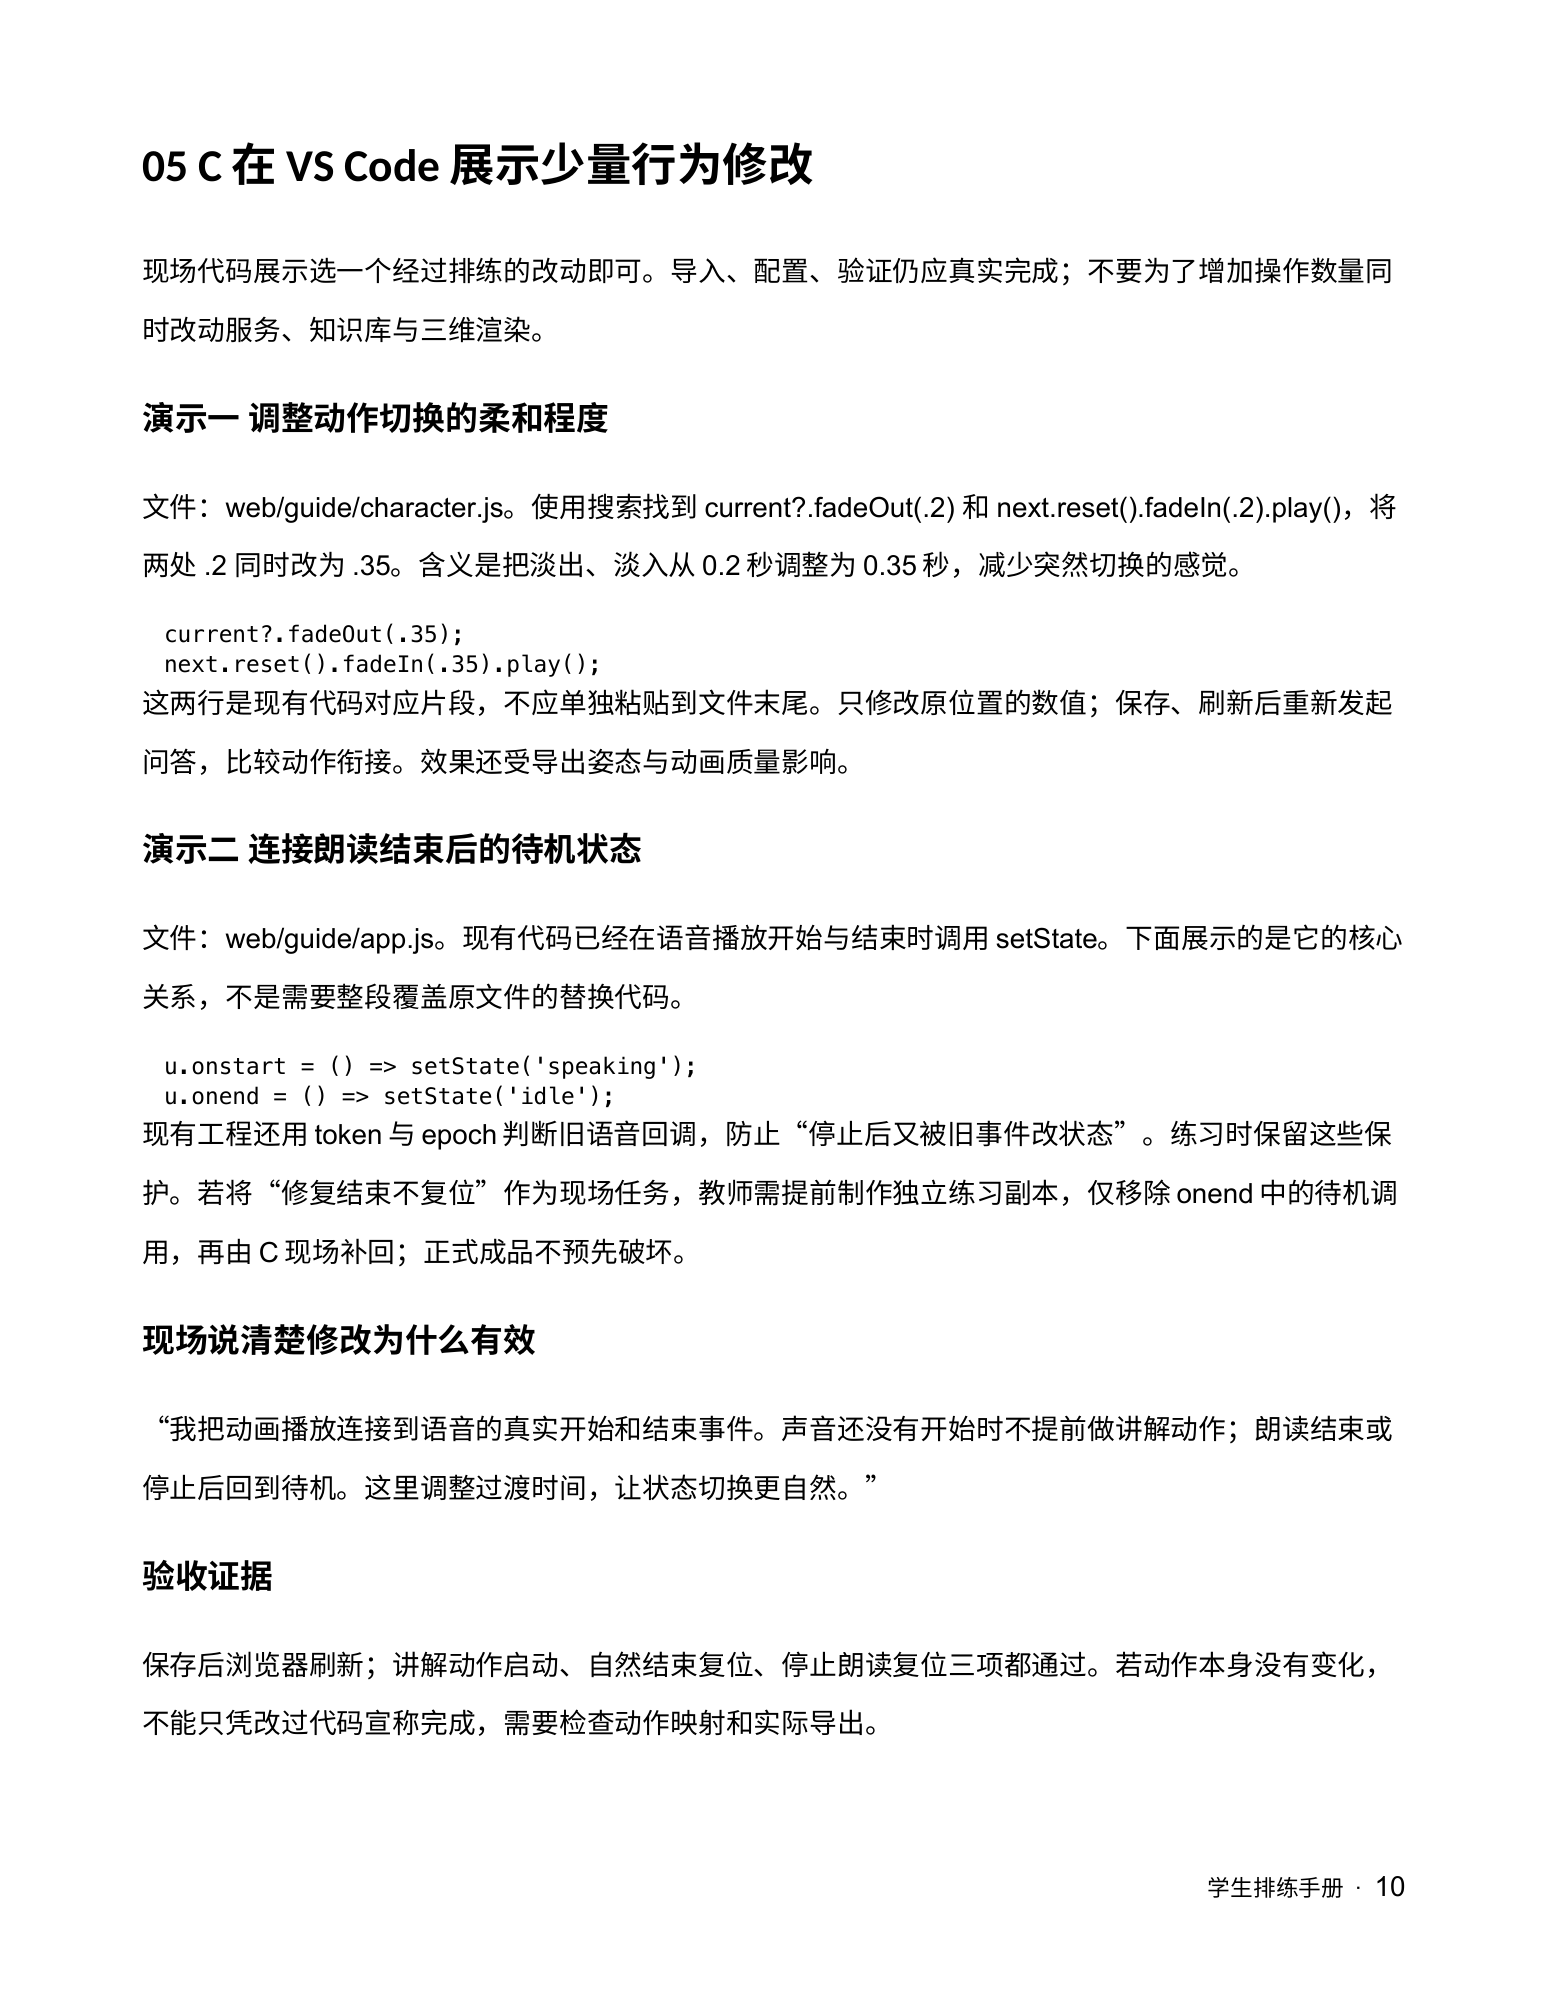 05 C 在 VS Code 展示少量行为修改
现场代码展示选一个经过排练的改动即可。导入、配置、验证仍应真实完成；不要为了增加操作数量同
时改动服务、知识库与三维渲染。
演示一 调整动作切换的柔和程度
文件：web/guide/character.js。使用搜索找到 current?.fadeOut(.2) 和 next.reset().fadeIn(.2).play()，将
两处 .2 同时改为 .35。含义是把淡出、淡入从 0.2 秒调整为 0.35 秒，减少突然切换的感觉。
current?.fadeOut(.35);
next.reset().fadeIn(.35).play();
这两行是现有代码对应片段，不应单独粘贴到文件末尾。只修改原位置的数值；保存、刷新后重新发起
问答，比较动作衔接。效果还受导出姿态与动画质量影响。
演示二 连接朗读结束后的待机状态
文件：web/guide/app.js。现有代码已经在语音播放开始与结束时调用 setState。下面展示的是它的核心
关系，不是需要整段覆盖原文件的替换代码。
u.onstart = () => setState('speaking');
u.onend = () => setState('idle');
现有工程还用 token 与 epoch 判断旧语音回调，防止“停止后又被旧事件改状态”。练习时保留这些保
护。若将“修复结束不复位”作为现场任务，教师需提前制作独立练习副本，仅移除 onend 中的待机调
用，再由 C 现场补回；正式成品不预先破坏。
现场说清楚修改为什么有效
“我把动画播放连接到语音的真实开始和结束事件。声音还没有开始时不提前做讲解动作；朗读结束或
停止后回到待机。这里调整过渡时间，让状态切换更自然。”
验收证据
保存后浏览器刷新；讲解动作启动、自然结束复位、停止朗读复位三项都通过。若动作本身没有变化，
不能只凭改过代码宣称完成，需要检查动作映射和实际导出。
学生排练手册 · 10